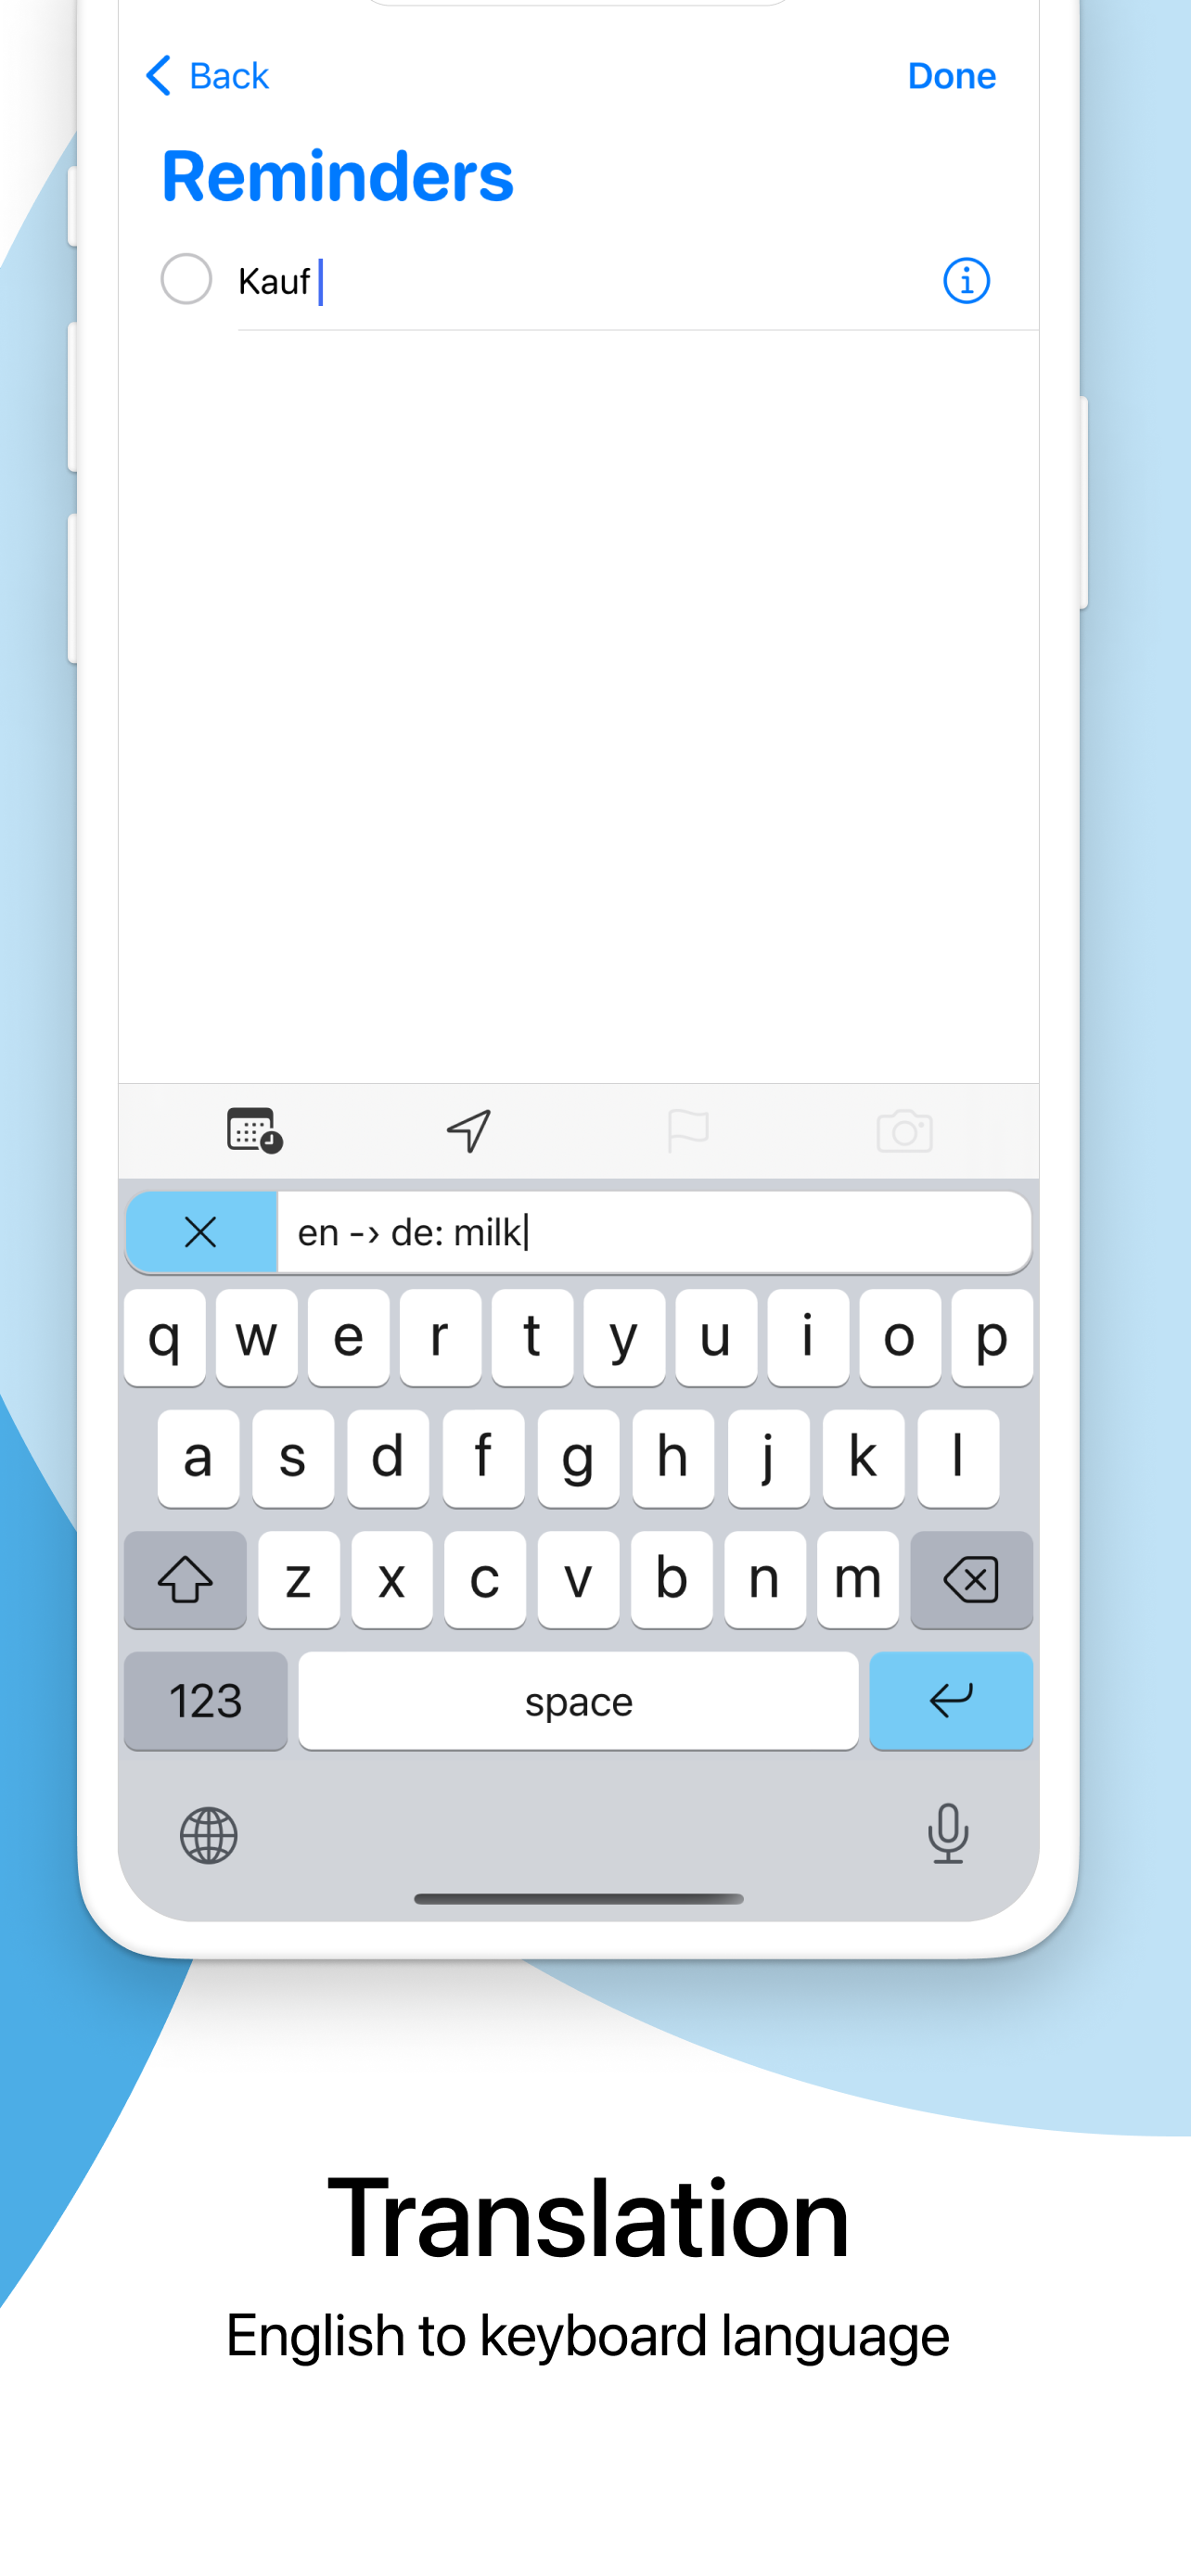 Back Done
Reminders
Kauf
en -› de: milk
q w e r t y u i o p
a s d f g h j k l
z x c v b n m
123 space
Translation
English to keyboard language